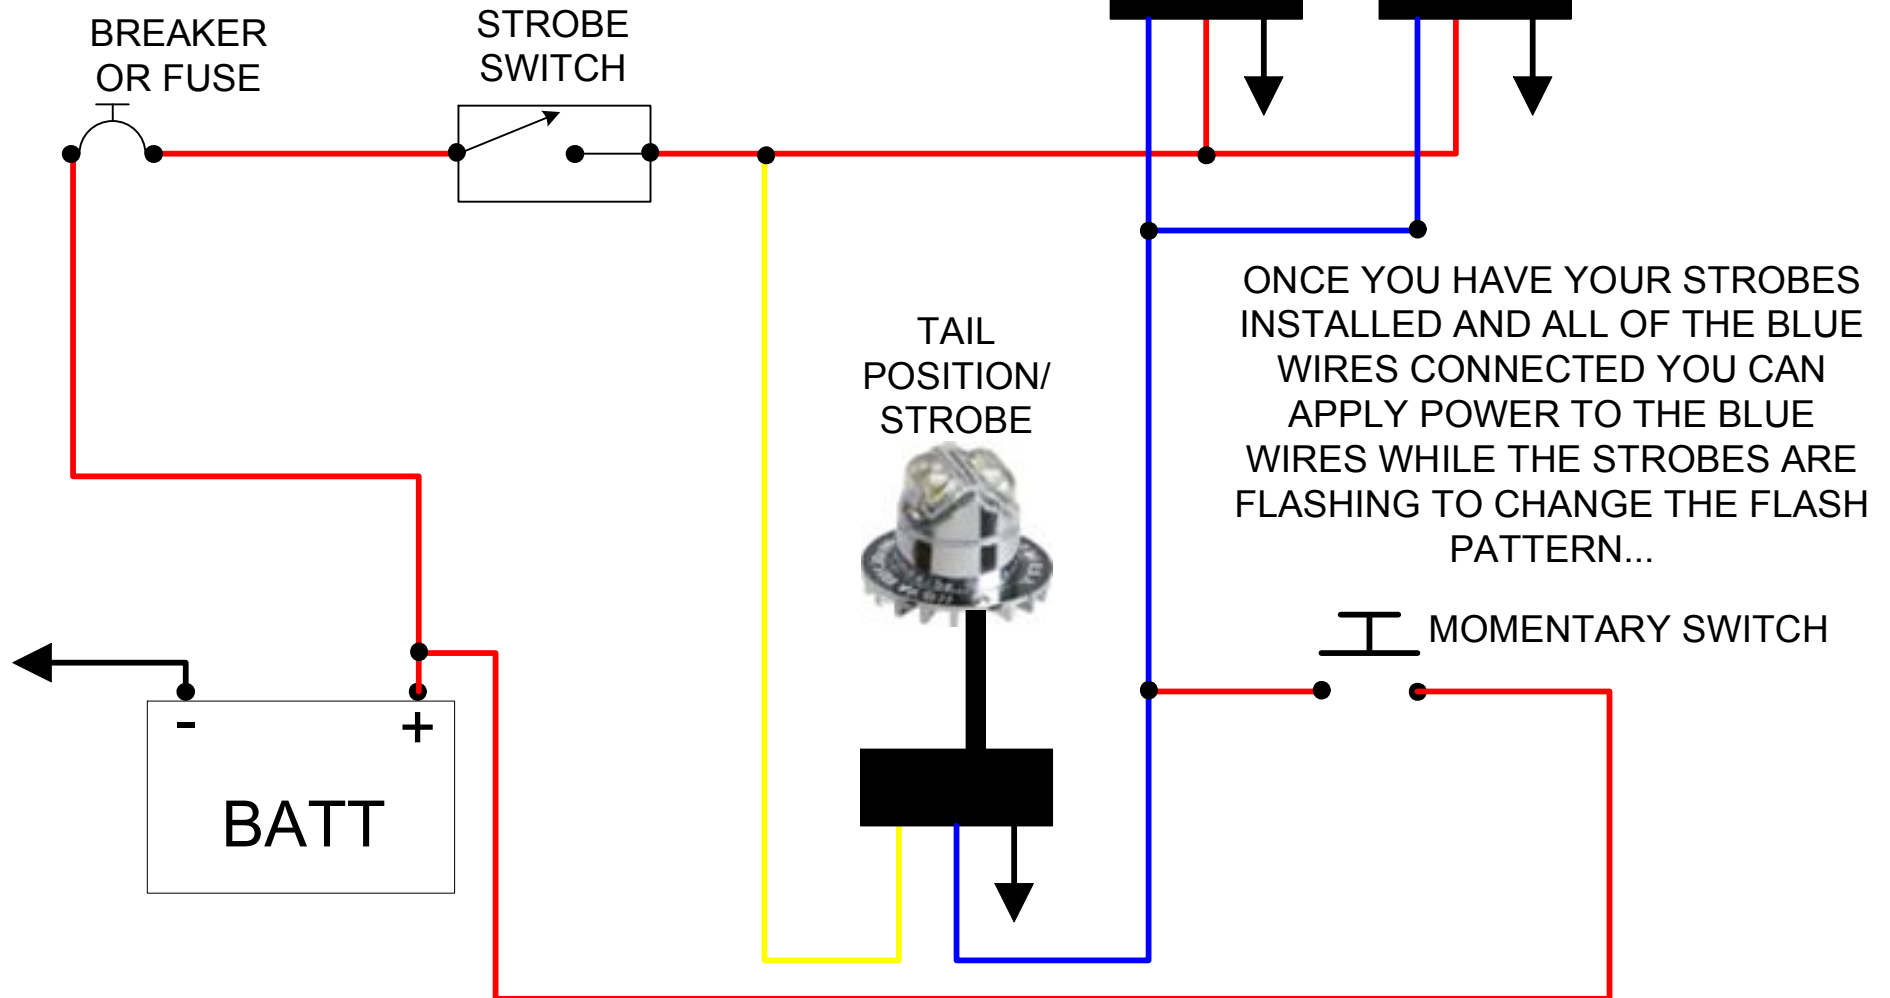 BREAKER
OR FUSE
STROBE
SWITCH
TAIL
POSITION/
STROBE
ONCE YOU HAVE YOUR STROBES
INSTALLED AND ALL OF THE BLUE
WIRES CONNECTED YOU CAN
APPLY POWER TO THE BLUE
WIRES WHILE THE STROBES ARE
FLASHING TO CHANGE THE FLASH
PATTERN...
MOMENTARY SWITCH
- +
BATT